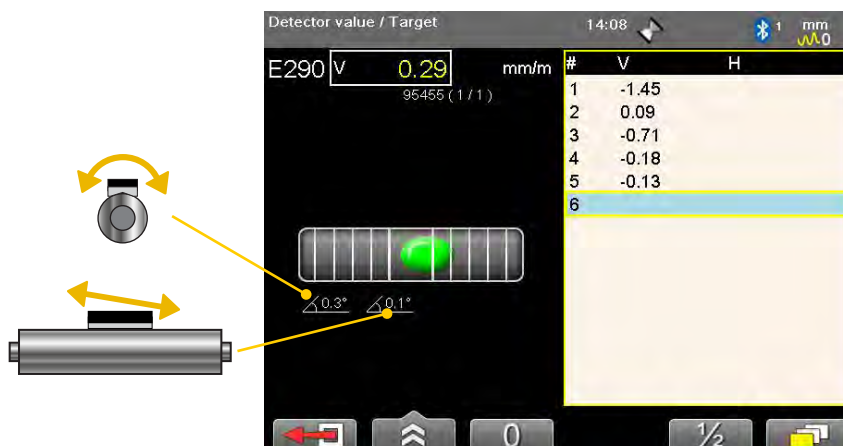 Detector value / Target 14:08 1 mm
0
E290 V 0.29 mm/m
95455 ( 1 / 1 )
# V H
1 -1.45
2 0.09
3 -0.71
4 -0.18
5 -0.13
6
0.3° 0.1°
0 ½